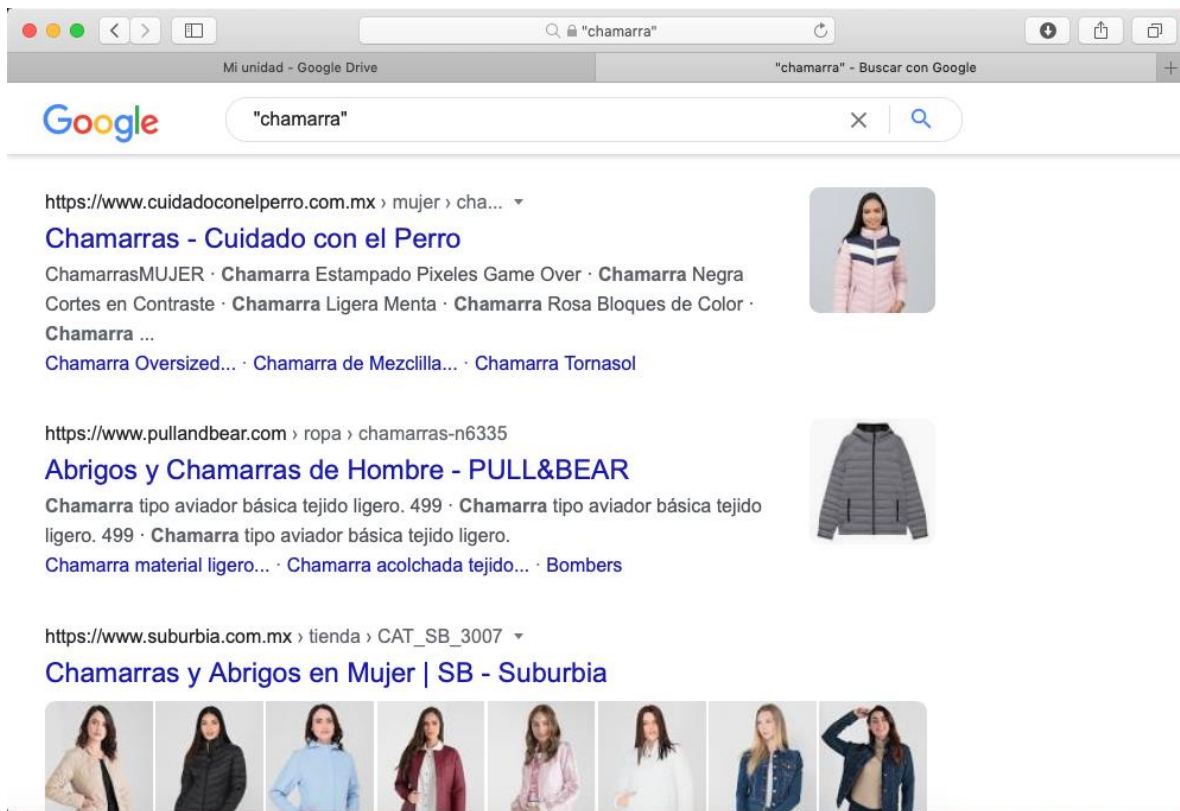 "chamarra"
Mi unidad - Google Drive
"chamarra" - Buscar con Google
Google
"chamarra"
https://www.cuidadoconelperro.com.mx › mujer › cha...
Chamarras - Cuidado con el Perro
ChamarrasMUJER · Chamarra Estampado Pixeles Game Over · Chamarra Negra
Cortes en Contraste · Chamarra Ligera Menta · Chamarra Rosa Bloques de Color ·
Chamarra ...
Chamarra Oversized... · Chamarra de Mezclilla... · Chamarra Tornasol
https://www.pullandbear.com › ropa › chamarras-n6335
Abrigos y Chamarras de Hombre - PULL&BEAR
Chamarra tipo aviador básica tejido ligero. 499 · Chamarra tipo aviador básica tejido
ligero. 499 · Chamarra tipo aviador básica tejido ligero.
Chamarra material ligero... · Chamarra acolchada tejido... · Bombers
https://www.suburbia.com.mx › tienda › CAT_SB_3007
Chamarras y Abrigos en Mujer | SB - Suburbia